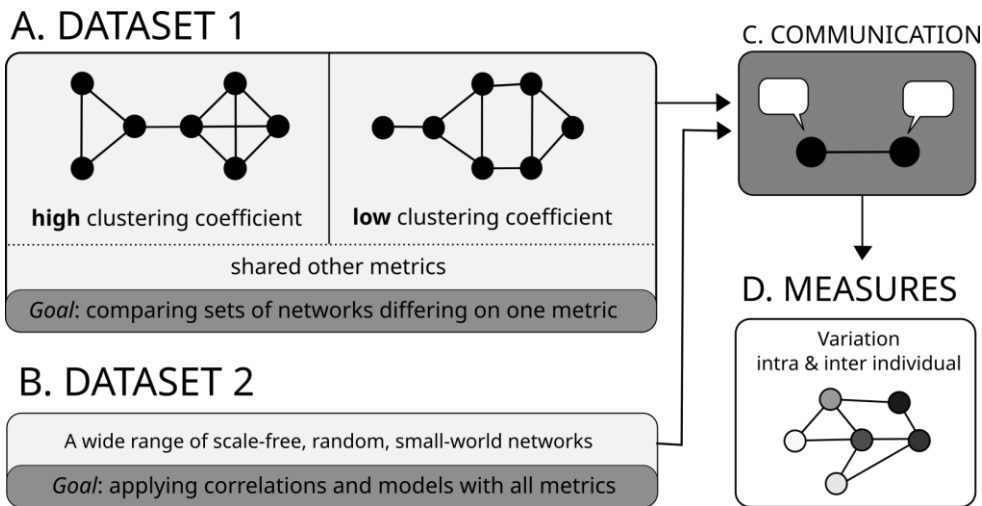 A. DATASET 1
high clustering coefficient
low clustering coefficient
shared other metrics
Goal: comparing sets of networks differing on one metric
B. DATASET 2
A wide range of scale-free, random, small-world networks
Goal: applying correlations and models with all metrics
C. COMMUNICATION
D. MEASURES
Variation
intra & inter individual